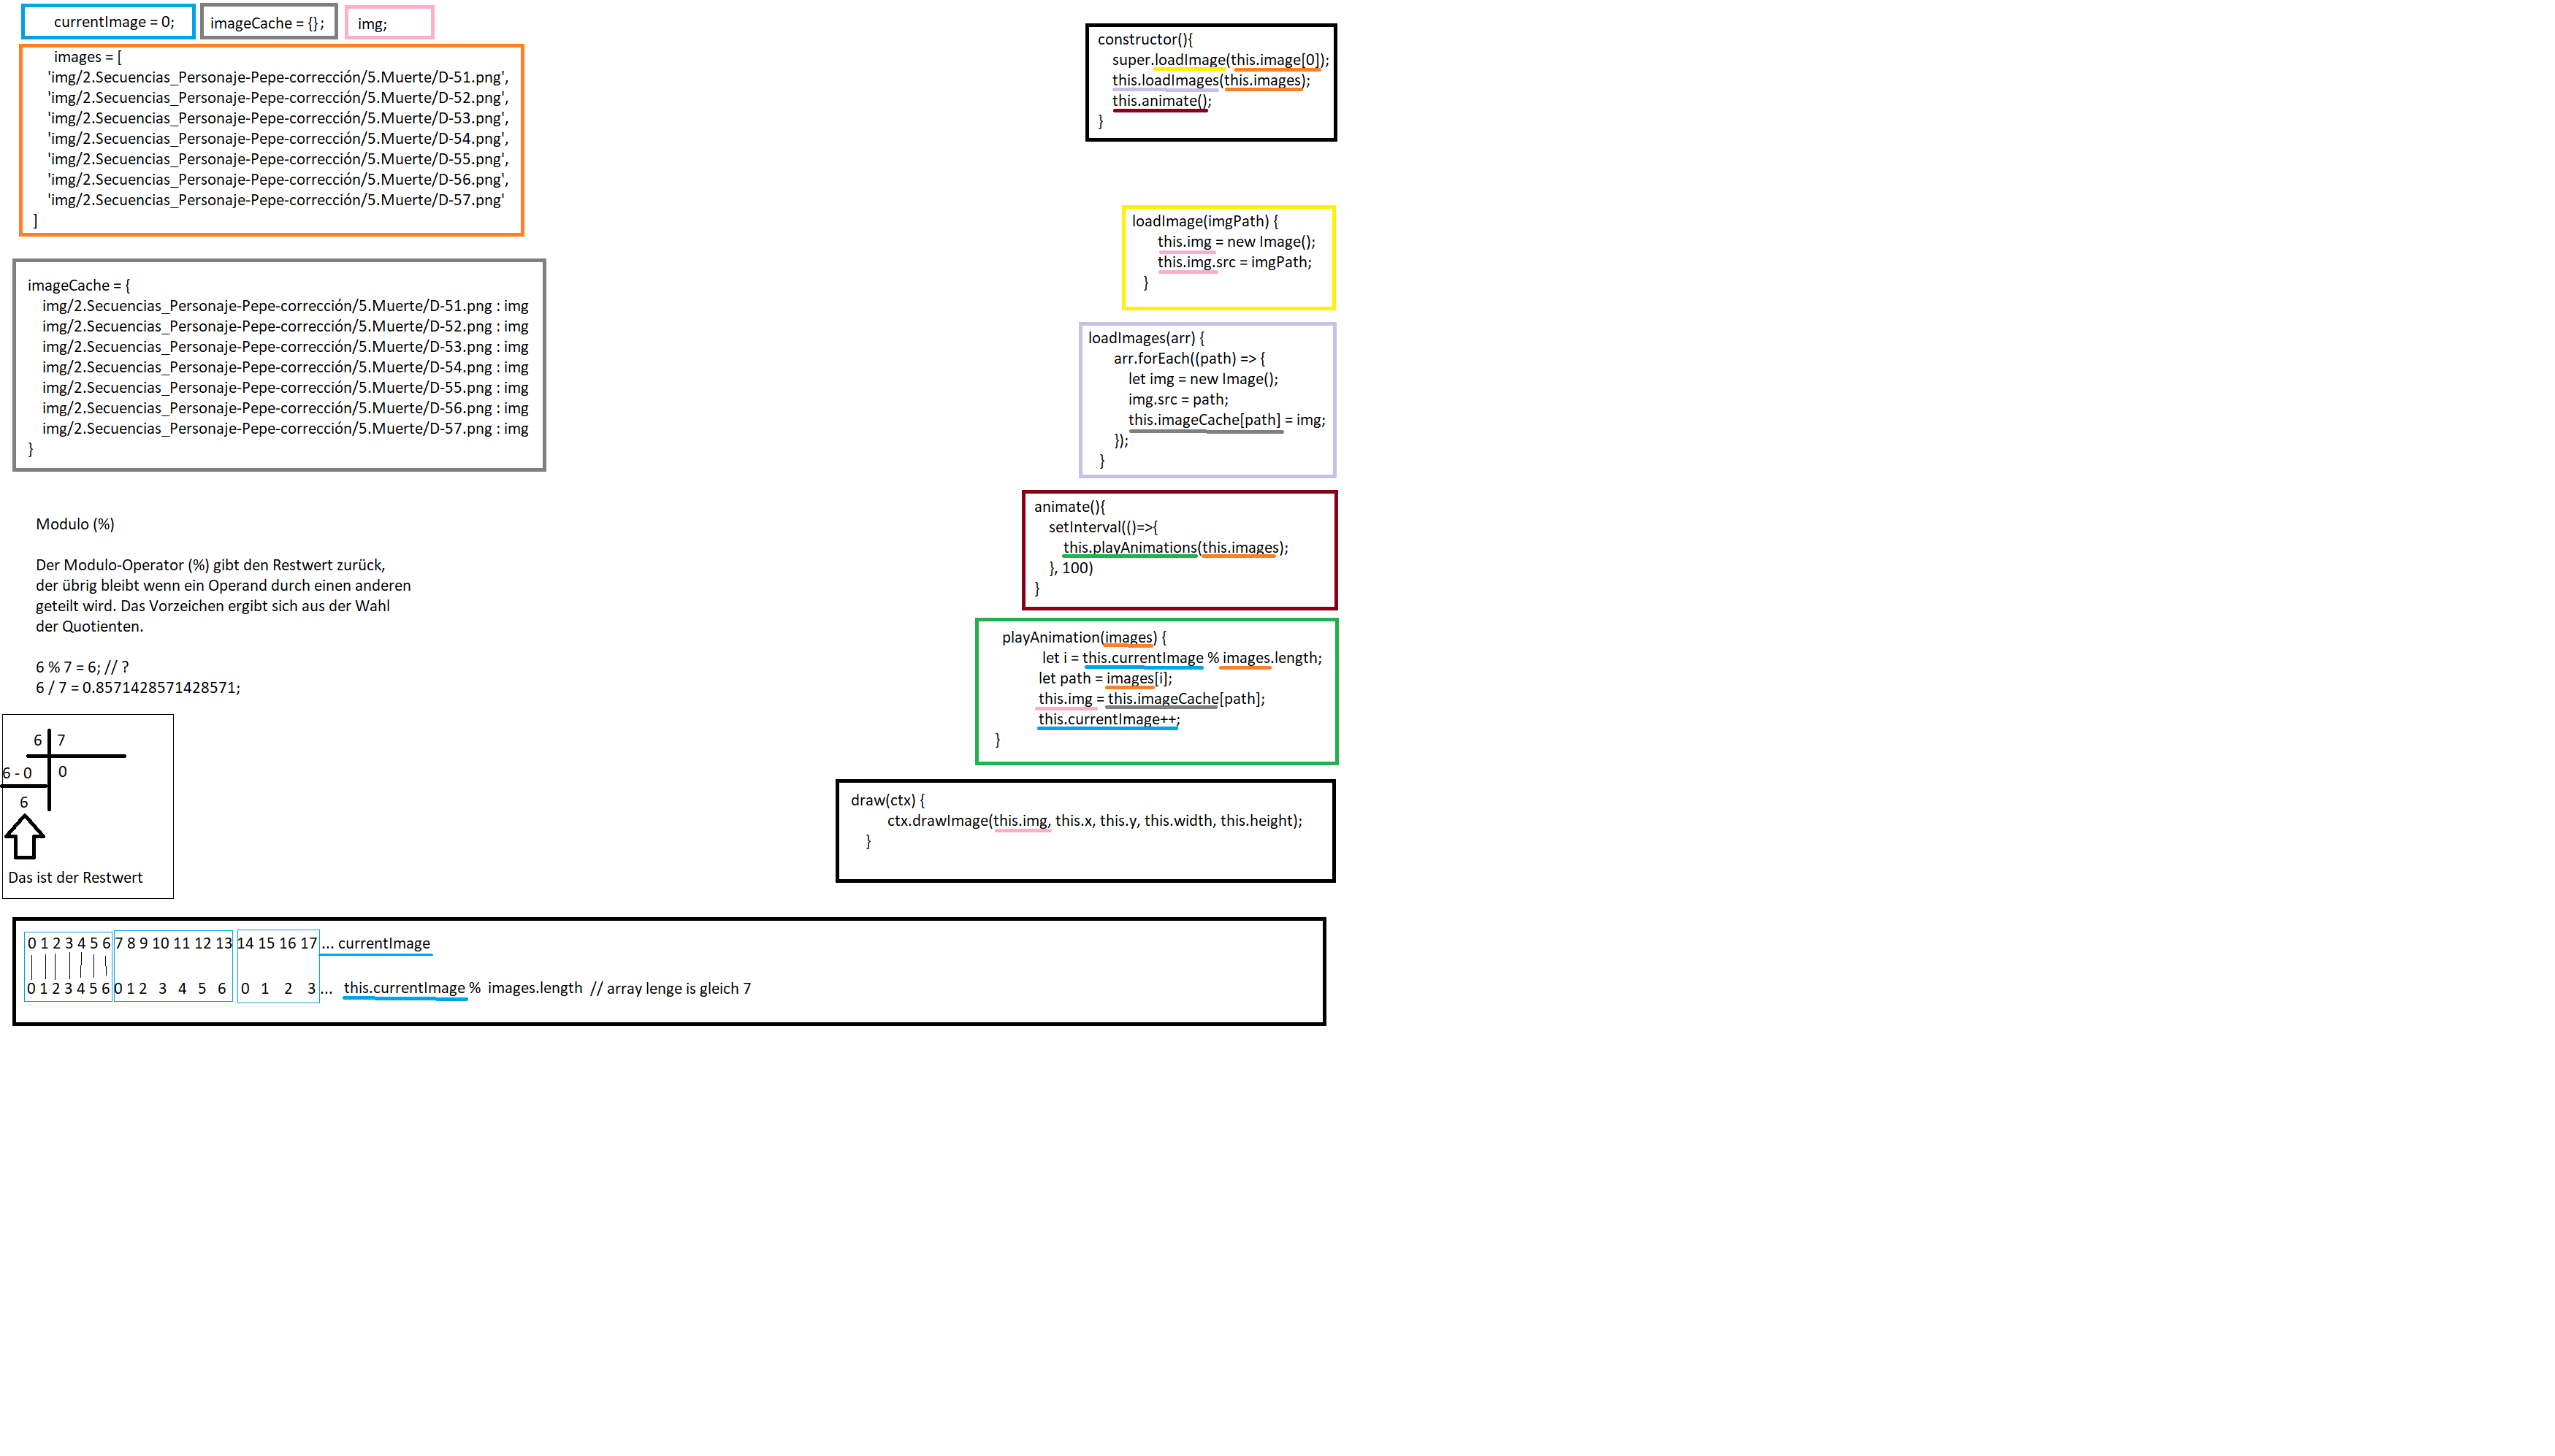 currentImage = 0;
imageCache = {};
img;
images = [
'img/2.Secuencias_Personaje-Pepe-corrección/5.Muerte/D-51.png',
'img/2.Secuencias_Personaje-Pepe-corrección/5.Muerte/D-52.png',
'img/2.Secuencias_Personaje-Pepe-corrección/5.Muerte/D-53.png',
'img/2.Secuencias_Personaje-Pepe-corrección/5.Muerte/D-54.png',
'img/2.Secuencias_Personaje-Pepe-corrección/5.Muerte/D-55.png',
'img/2.Secuencias_Personaje-Pepe-corrección/5.Muerte/D-56.png',
'img/2.Secuencias_Personaje-Pepe-corrección/5.Muerte/D-57.png'
]
imageCache = {
img/2.Secuencias_Personaje-Pepe-corrección/5.Muerte/D-51.png : img
img/2.Secuencias_Personaje-Pepe-corrección/5.Muerte/D-52.png : img
img/2.Secuencias_Personaje-Pepe-corrección/5.Muerte/D-53.png : img
img/2.Secuencias_Personaje-Pepe-corrección/5.Muerte/D-54.png : img
img/2.Secuencias_Personaje-Pepe-corrección/5.Muerte/D-55.png : img
img/2.Secuencias_Personaje-Pepe-corrección/5.Muerte/D-56.png : img
img/2.Secuencias_Personaje-Pepe-corrección/5.Muerte/D-57.png : img
}
Modulo (%)
Der Modulo-Operator (%) gibt den Restwert zurück,
der übrig bleibt wenn ein Operand durch einen anderen
geteilt wird. Das Vorzeichen ergibt sich aus der Wahl
der Quotienten.
6 % 7 = 6; // ?
6 / 7 = 0.8571428571428571;
6 7
6 - 0 0
6
Das ist der Restwert
constructor(){
super.loadImage(this.image[0]);
this.loadImages(this.images);
this.animate();
}
loadImage(imgPath) {
this.img = new Image();
this.img.src = imgPath;
}
loadImages(arr) {
arr.forEach((path) => {
let img = new Image();
img.src = path;
this.imageCache[path] = img;
});
}
animate(){
setInterval(()=>{
this.playAnimations(this.images);
}, 100)
}
playAnimation(images) {
let i = this.currentImage % images.length;
let path = images[i];
this.img = this.imageCache[path];
this.currentImage++;
}
draw(ctx) {
ctx.drawImage(this.img, this.x, this.y, this.width, this.height);
}
0 1 2 3 4 5 6 7 8 9 10 11 12 13 14 15 16 17 ... currentImage
0 1 2 3 4 5 6 0 1 2 3 4 5 6 0 1 2 3 ... this.currentImage % images.length // array lenge is gleich 7